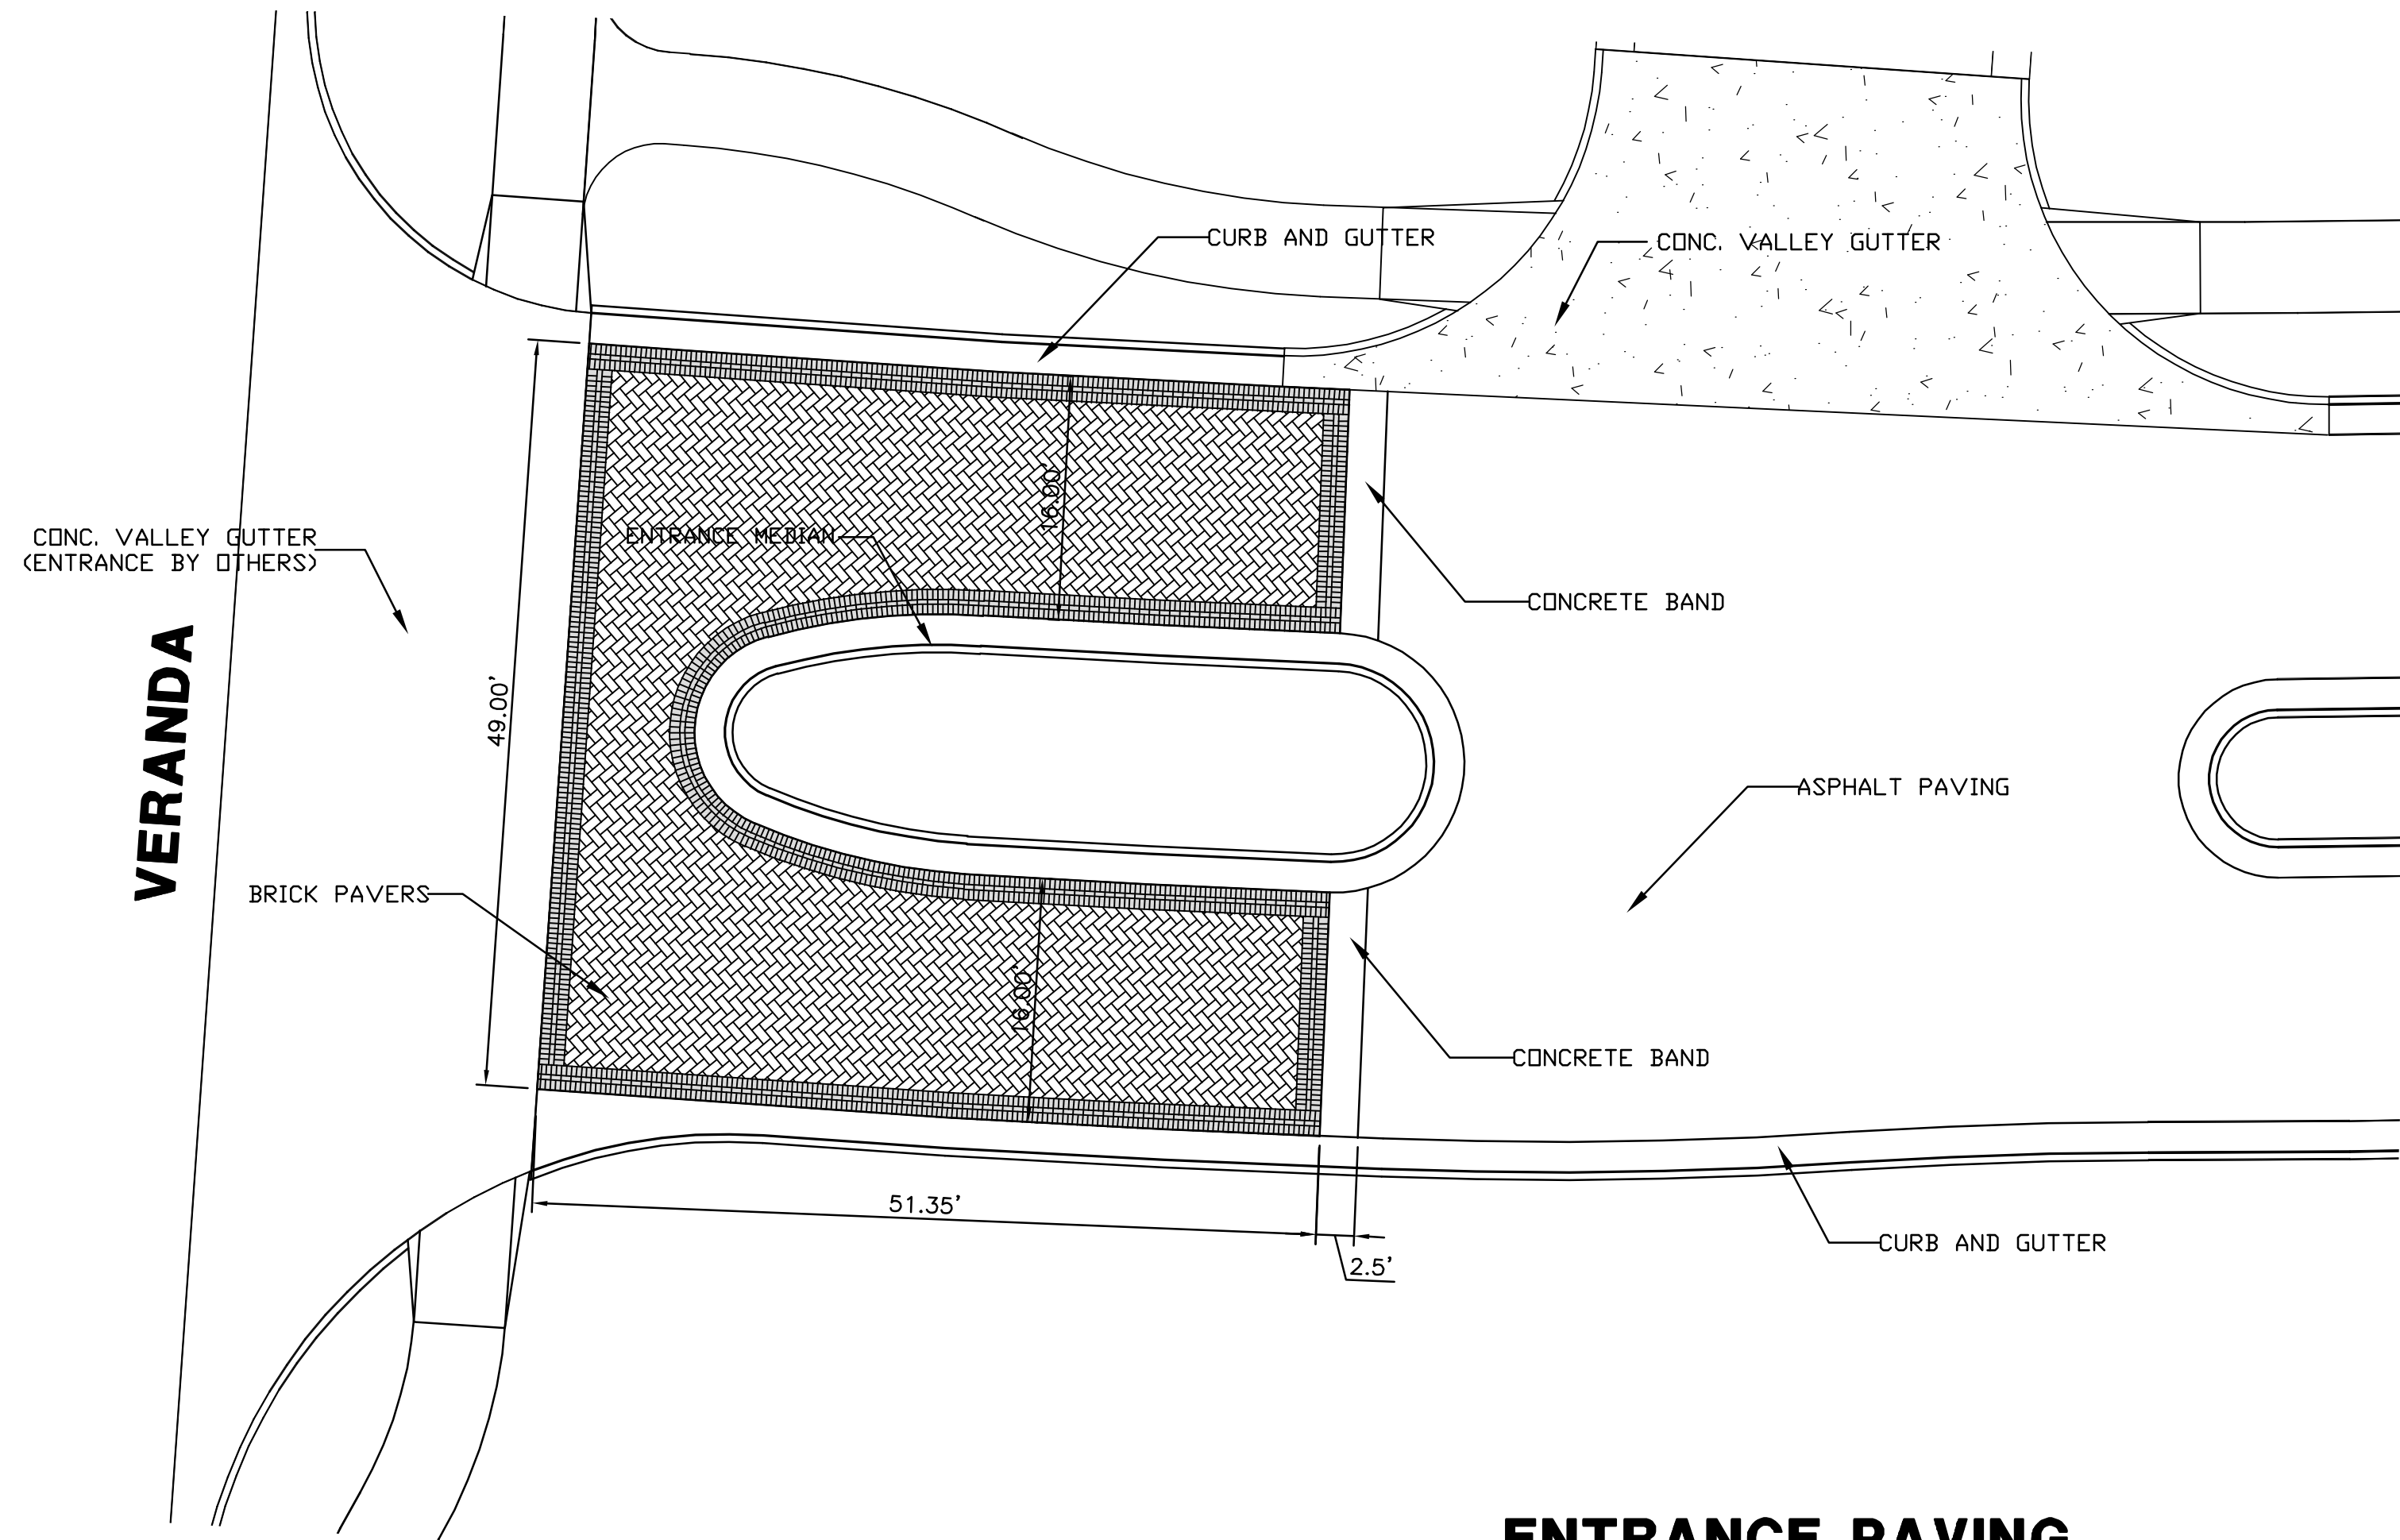 CURB AND GUTTER
CONC. VALLEY GUTTER
CONC. VALLEY GUTTER
(ENTRANCE BY OTHERS)
ENTRANCE MEDIAN
16.00'
CONCRETE BAND
VERANDA
49.00'
ASPHALT PAVING
BRICK PAVERS
16.00'
CONCRETE BAND
51.35'
2.5'
CURB AND GUTTER
ENTRANCE PAVING